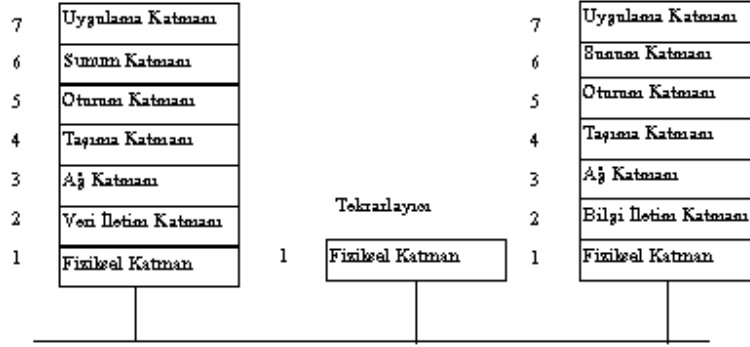 7 Uygulama Katmanı
6 Sunum Katmanı
5 Oturum Katmanı
4 Taşıma Katmanı
3 Ağ Katmanı
2 Veri İletim Katmanı
1 Fiziksel Katman
Tekrarlayıcı
1 Fiziksel Katman
7 Uygulama Katmanı
6 Sunum Katmanı
5 Oturum Katmanı
4 Taşıma Katmanı
3 Ağ Katmanı
2 Bilgi İletim Katmanı
1 Fiziksel Katman